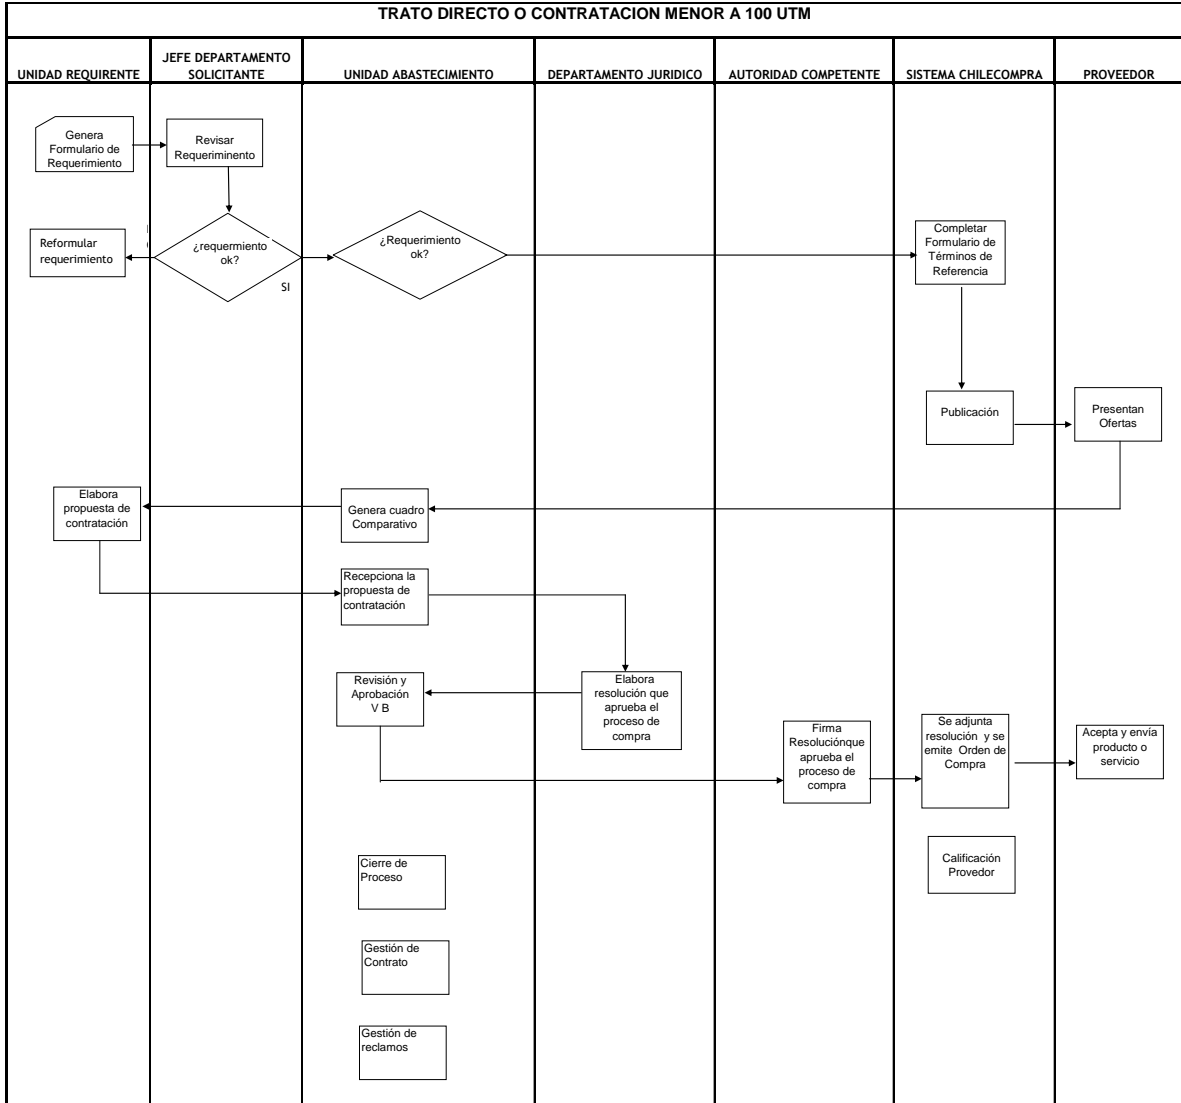 TRATO DIRECTO O CONTRATACION MENOR A 100 UTM
UNIDAD REQUIRENTE
JEFE DEPARTAMENTO
SOLICITANTE
UNIDAD ABASTECIMIENTO
DEPARTAMENTO JURIDICO
AUTORIDAD COMPETENTE
SISTEMA CHILECOMPRA
PROVEEDOR
Genera
Formulario de
Requerimiento
Revisar
Requeriminento
Reformular
requerimiento
¿requermiento
ok?
SI
¿Requerimiento
ok?
Completar
Formulario de
Términos de
Referencia
Publicación
Presentan
Ofertas
Elabora
propuesta de
contratación
Genera cuadro
Comparativo
Recepciona la
propuesta de
contratación
Revisión y
Aprobación
V B
Elabora
resolución que
aprueba el
proceso de
compra
Firma
Resoluciónque
aprueba el
proceso de
compra
Se adjunta
resolución y se
emite Orden de
Compra
Acepta y envía
producto o
servicio
Cierre de
Proceso
Calificación
Provedor
Gestión de
Contrato
Gestión de
reclamos